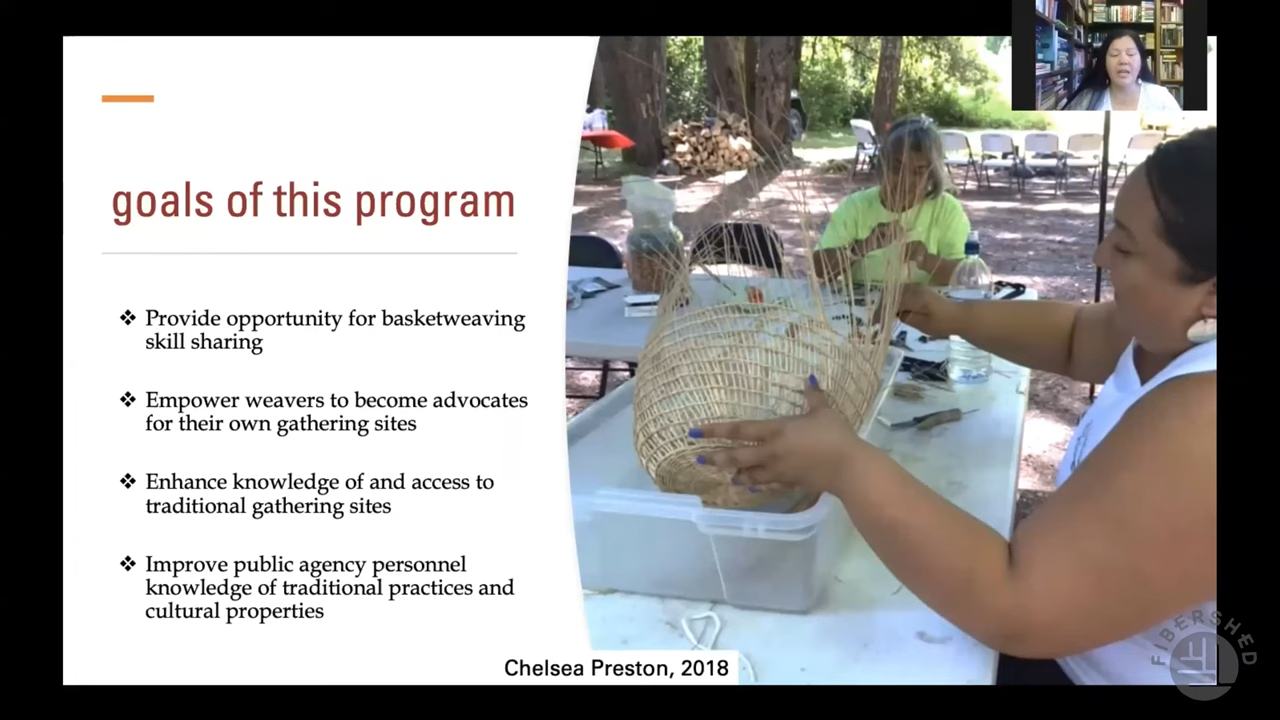 goals of this program
❖ Provide opportunity for basketweaving
skill sharing
❖ Empower weavers to become advocates
for their own gathering sites
❖ Enhance knowledge of and access to
traditional gathering sites
❖ Improve public agency personnel
knowledge of traditional practices and
cultural properties
Chelsea Preston, 2018
FIBERSHED